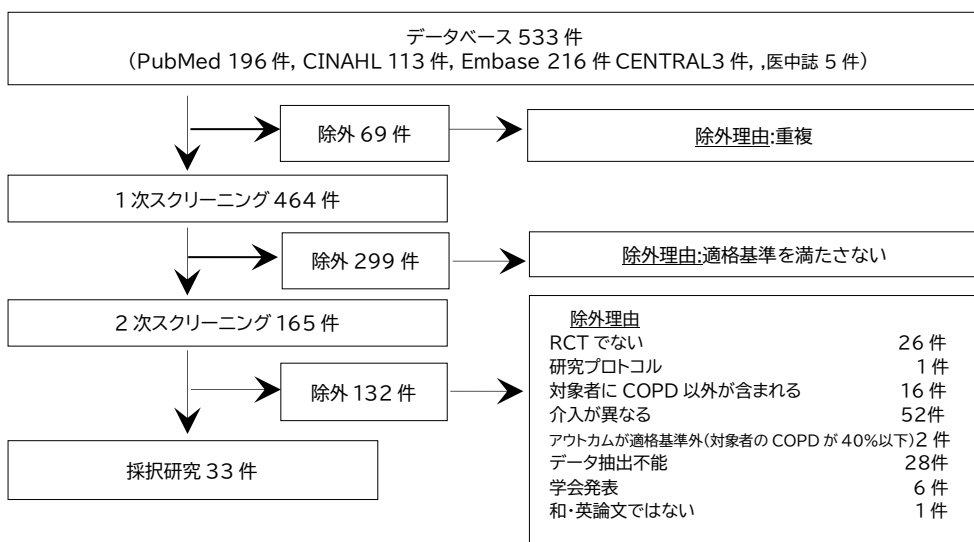 データベース 533 件
(PubMed 196 件, CINAHL 113 件, Embase 216 件 CENTRAL3 件, ,医中誌 5 件)
除外 69 件
除外理由:重複
1 次スクリーニング 464 件
除外 299 件
除外理由:適格基準を満たさない
2 次スクリーニング 165 件
除外 132 件
除外理由
RCT でない 26 件
研究プロトコル 1 件
対象者に COPD 以外が含まれる 16 件
介入が異なる 52件
アウトカムが適格基準外(対象者の COPD が 40%以下)2 件
データ抽出不能 28件
学会発表 6 件
和・英論文ではない 1 件
採択研究 33 件